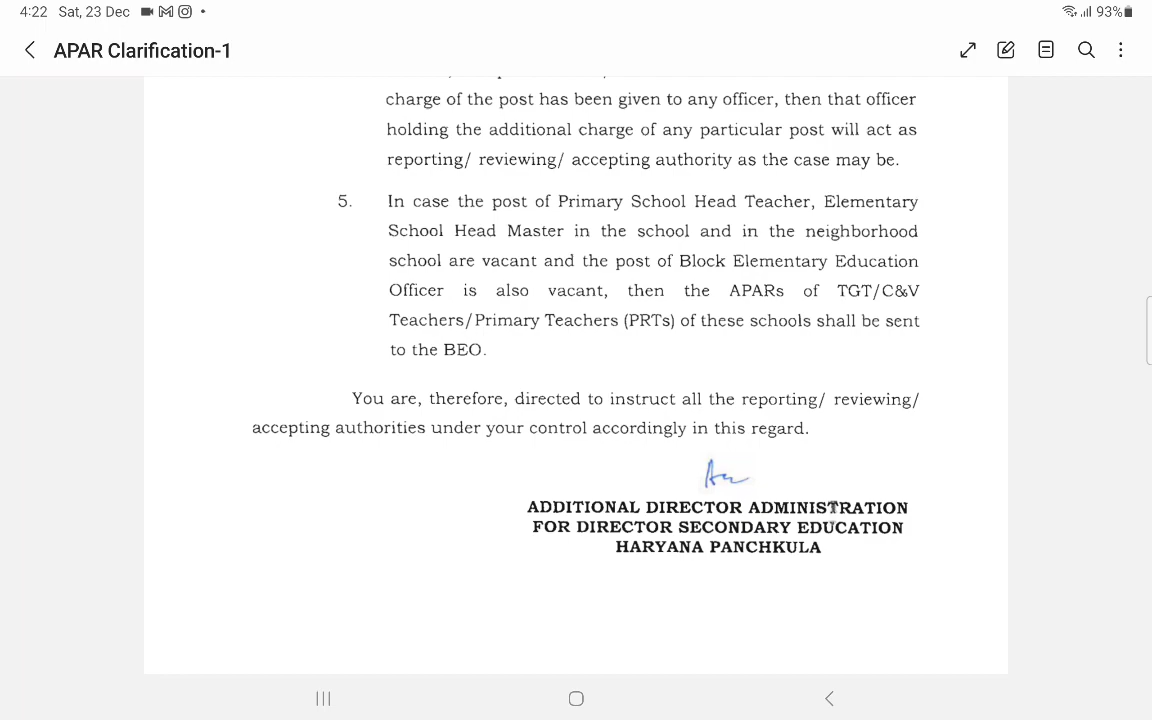 4:22 Sat, 23 Dec
93%
APAR Clarification-1
charge of the post has been given to any officer, then that officer
holding the additional charge of any particular post will act as
reporting/ reviewing/ accepting authority as the case may be.
5. In case the post of Primary School Head Teacher, Elementary
School Head Master in the school and in the neighborhood
school are vacant and the post of Block Elementary Education
Officer is also vacant, then the APARs of TGT/C&V
Teachers/Primary Teachers (PRTs) of these schools shall be sent
to the BEO.
You are, therefore, directed to instruct all the reporting/ reviewing/
accepting authorities under your control accordingly in this regard.
ADDITIONAL DIRECTOR ADMINISTRATION
FOR DIRECTOR SECONDARY EDUCATION
HARYANA PANCHKULA